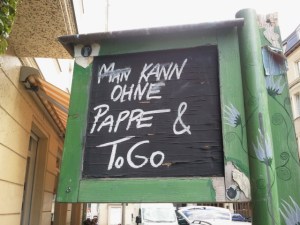 MAN KANN
OHNE
PAPPE &
TOGO